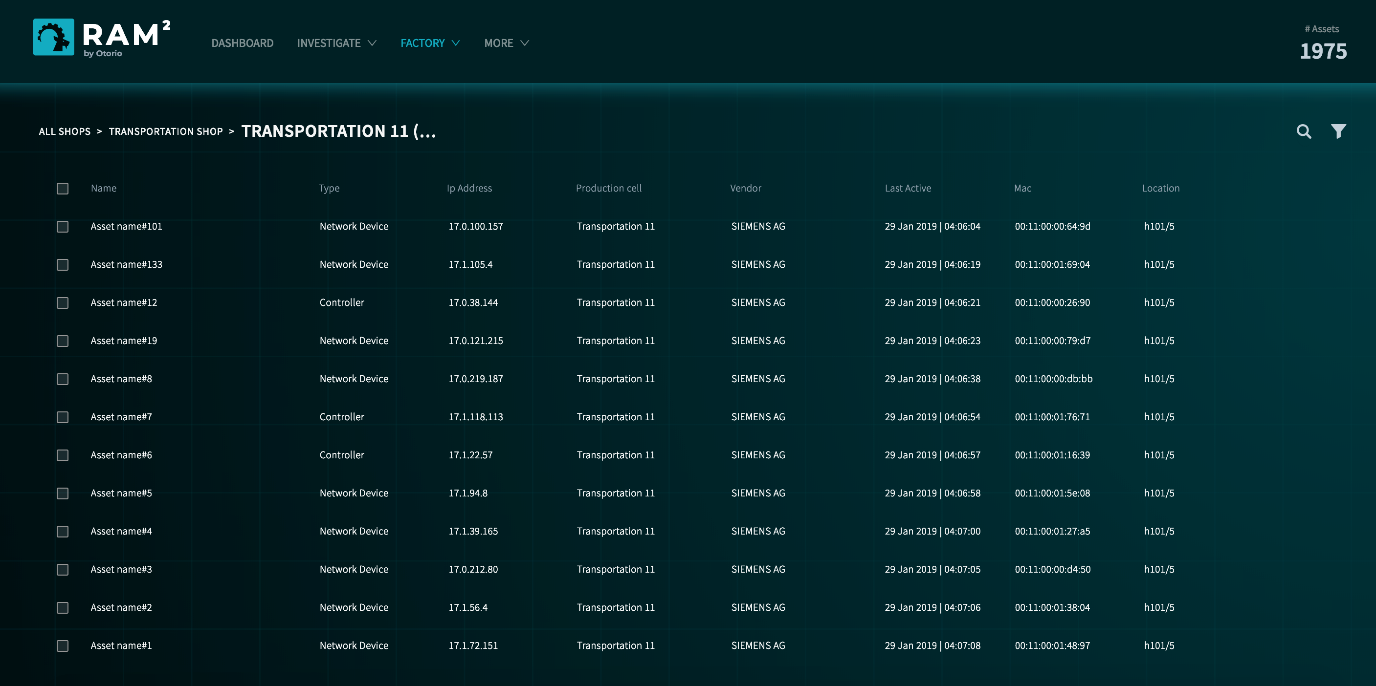 RAM²
by Otorio
DASHBOARD INVESTIGATE FACTORY MORE
# Assets
1975
ALL SHOPS > TRANSPORTATION SHOP > TRANSPORTATION 11 (...
Name Type Ip Address Production cell Vendor Last Active Mac Location
Asset name#101 Network Device 17.0.100.157 Transportation 11 SIEMENS AG 29 Jan 2019 | 04:06:04 00:11:00:00:64:9d h101/5
Asset name#133 Network Device 17.1.105.4 Transportation 11 SIEMENS AG 29 Jan 2019 | 04:06:19 00:11:00:01:69:04 h101/5
Asset name#12 Controller 17.0.38.144 Transportation 11 SIEMENS AG 29 Jan 2019 | 04:06:21 00:11:00:00:26:90 h101/5
Asset name#19 Network Device 17.0.121.215 Transportation 11 SIEMENS AG 29 Jan 2019 | 04:06:23 00:11:00:00:79:d7 h101/5
Asset name#8 Network Device 17.0.219.187 Transportation 11 SIEMENS AG 29 Jan 2019 | 04:06:38 00:11:00:00:db:bb h101/5
Asset name#7 Controller 17.1.118.113 Transportation 11 SIEMENS AG 29 Jan 2019 | 04:06:54 00:11:00:01:76:71 h101/5
Asset name#6 Controller 17.1.22.57 Transportation 11 SIEMENS AG 29 Jan 2019 | 04:06:57 00:11:00:01:16:39 h101/5
Asset name#5 Network Device 17.1.94.8 Transportation 11 SIEMENS AG 29 Jan 2019 | 04:06:58 00:11:00:01:5e:08 h101/5
Asset name#4 Network Device 17.1.39.165 Transportation 11 SIEMENS AG 29 Jan 2019 | 04:07:00 00:11:00:01:27:a5 h101/5
Asset name#3 Network Device 17.0.212.80 Transportation 11 SIEMENS AG 29 Jan 2019 | 04:07:05 00:11:00:00:d4:50 h101/5
Asset name#2 Network Device 17.1.56.4 Transportation 11 SIEMENS AG 29 Jan 2019 | 04:07:06 00:11:00:01:38:04 h101/5
Asset name#1 Network Device 17.1.72.151 Transportation 11 SIEMENS AG 29 Jan 2019 | 04:07:08 00:11:00:01:48:97 h101/5